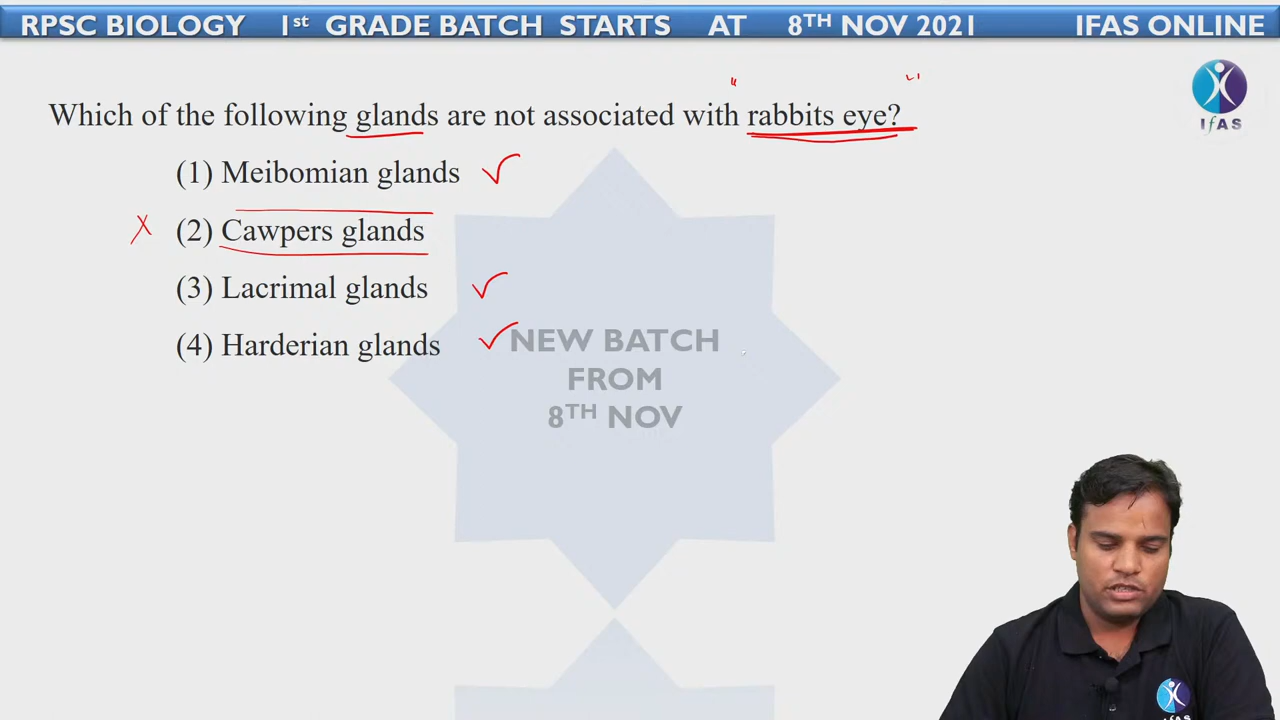 RPSC BIOLOGY 1st GRADE BATCH STARTS AT 8TH NOV 2021 IFAS ONLINE
Which of the following glands are not associated with rabbits eye?
(1) Meibomian glands
(2) Cawpers glands
(3) Lacrimal glands
(4) Harderian glands
NEW BATCH
FROM
8TH NOV
IFAS
iFAS